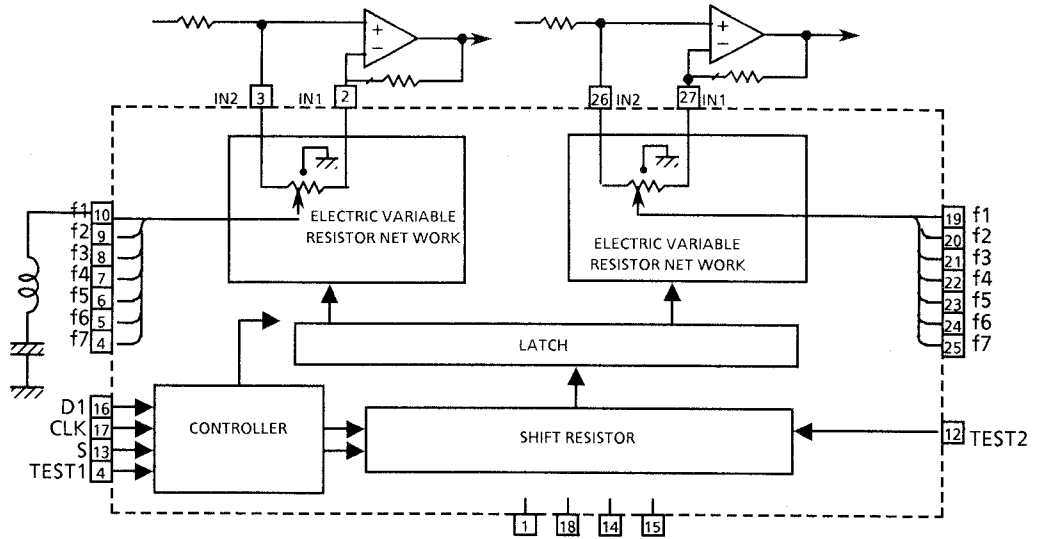 +
−
+
−
IN2 3 IN1 2
26 IN2 27 IN1
f1 10
f2 9
f3 8
f4 7
f5 6
f6 5
f7 4
ELECTRIC VARIABLE
RESISTOR NET WORK
ELECTRIC VARIABLE
RESISTOR NET WORK
19 f1
20 f2
21 f3
22 f4
23 f5
24 f6
25 f7
LATCH
D1 16
CLK 17
S 13
TEST1 4
CONTROLLER
SHIFT RESISTOR
12 TEST2
1 18 14 15